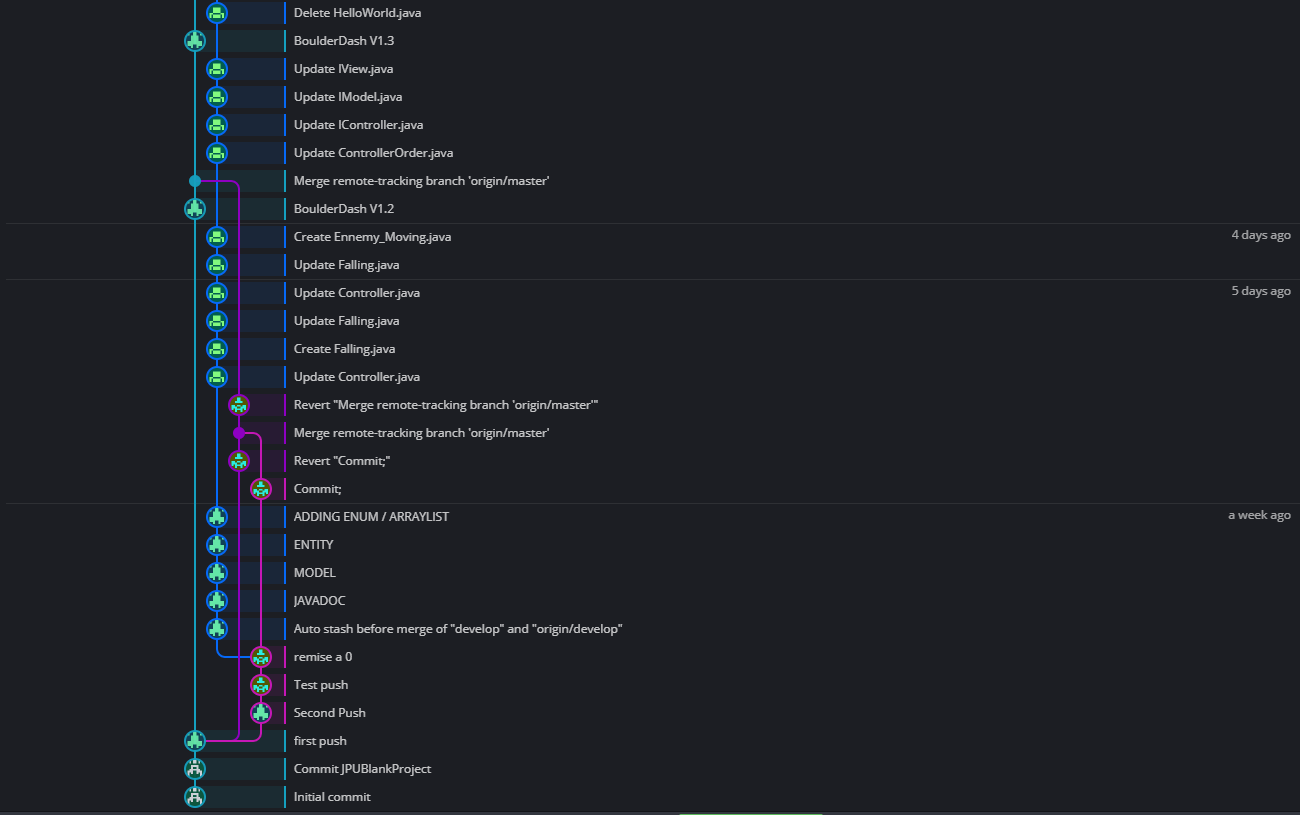 Delete HelloWorld.java
BoulderDash V1.3
Update IView.java
Update IModel.java
Update IController.java
Update ControllerOrder.java
Merge remote-tracking branch 'origin/master'
BoulderDash V1.2
Create Ennemy_Moving.java 4 days ago
Update Falling.java
Update Controller.java 5 days ago
Update Falling.java
Create Falling.java
Update Controller.java
Revert "Merge remote-tracking branch 'origin/master'"
Merge remote-tracking branch 'origin/master'
Revert "Commit;"
Commit;
ADDING ENUM / ARRAYLIST a week ago
ENTITY
MODEL
JAVADOC
Auto stash before merge of "develop" and "origin/develop"
remise a 0
Test push
Second Push
first push
Commit JPUBlankProject
Initial commit